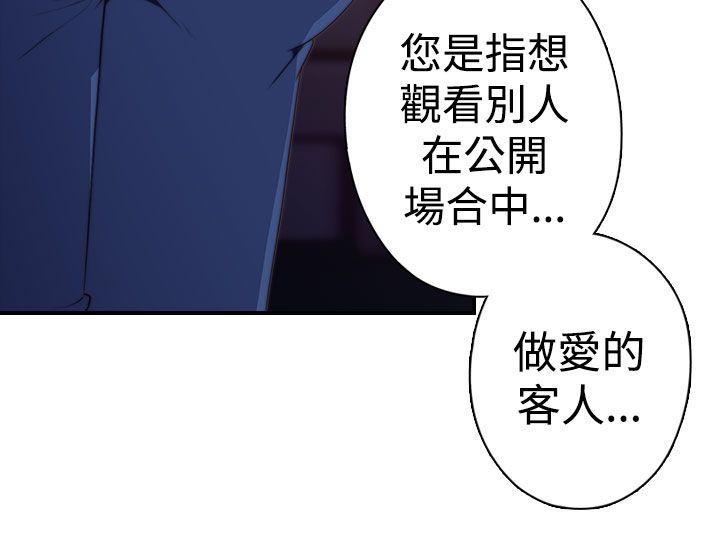 您是指想
觀看別人
在公開
場合中...
做愛的
客人...